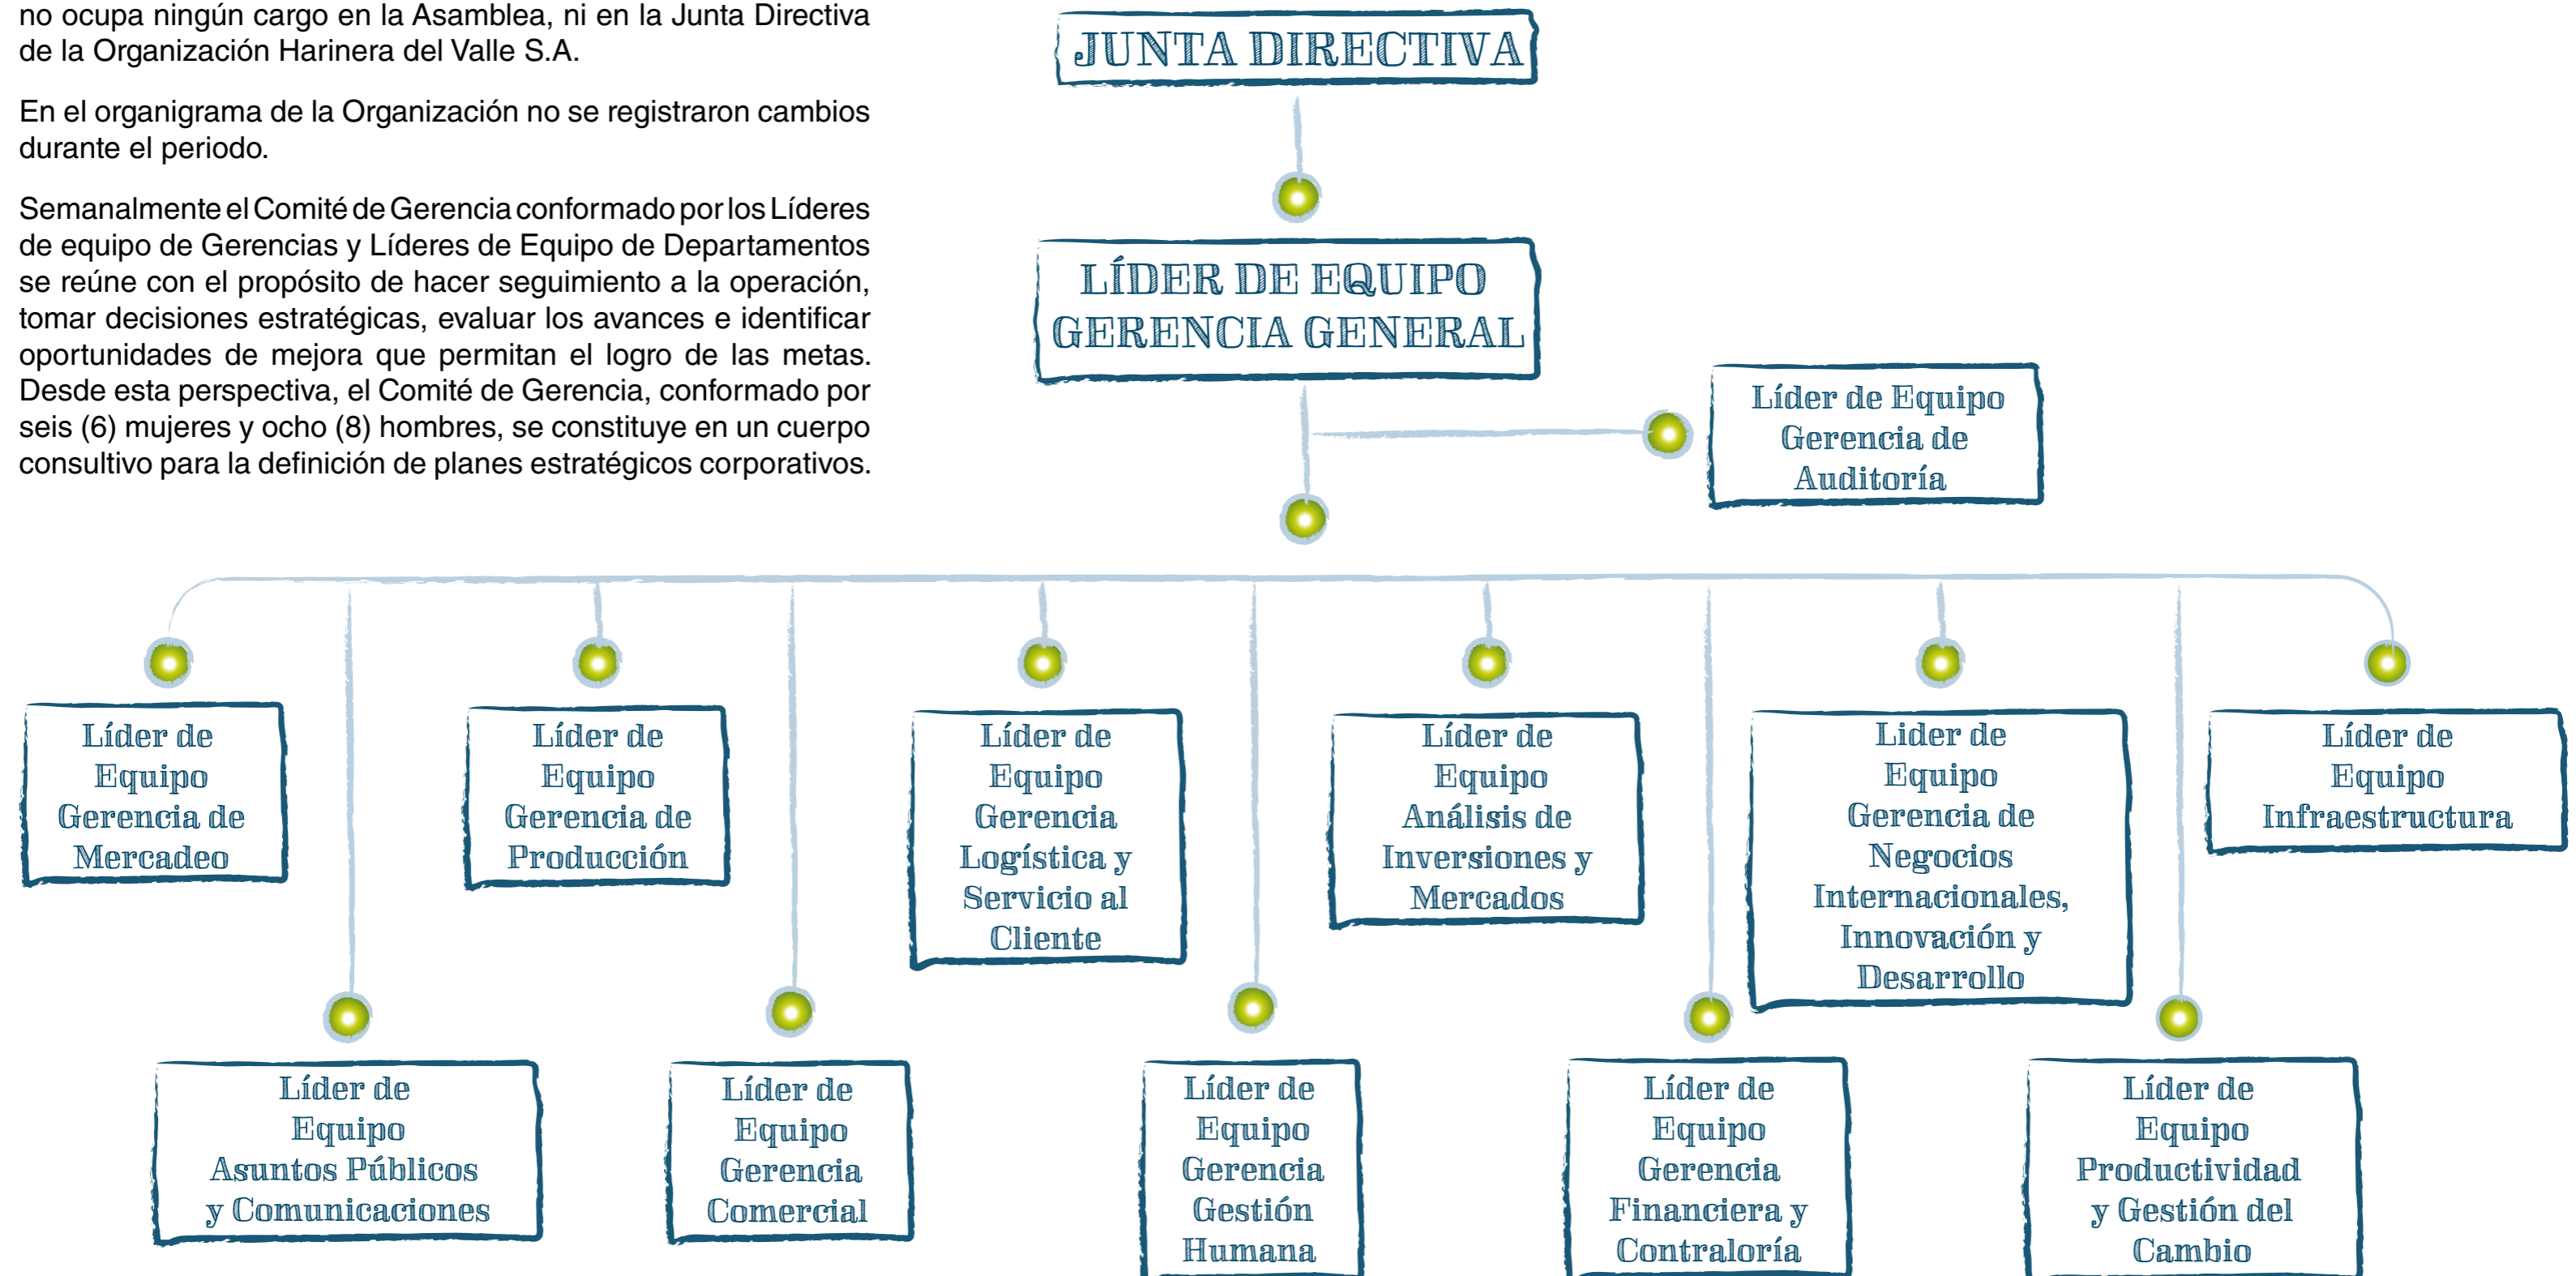 no ocupa ningún cargo en la Asamblea, ni en la Junta Directiva
de la Organización Harinera del Valle S.A.
En el organigrama de la Organización no se registraron cambios
durante el periodo.
Semanalmente el Comité de Gerencia conformado por los Líderes
de equipo de Gerencias y Líderes de Equipo de Departamentos
se reúne con el propósito de hacer seguimiento a la operación,
tomar decisiones estratégicas, evaluar los avances e identificar
oportunidades de mejora que permitan el logro de las metas.
Desde esta perspectiva, el Comité de Gerencia, conformado por
seis (6) mujeres y ocho (8) hombres, se constituye en un cuerpo
consultivo para la definición de planes estratégicos corporativos.
JUNTA DIRECTIVA
LÍDER DE EQUIPO
GERENCIA GENERAL
Líder de Equipo
Gerencia de
Auditoría
Líder de
Equipo
Gerencia de
Mercadeo
Líder de
Equipo
Gerencia de
Producción
Líder de
Equipo
Gerencia
Logística y
Servicio al
Cliente
Líder de
Equipo
Análisis de
Inversiones y
Mercados
Lider de
Equipo
Gerencia de
Negocios
Internacionales,
Innovación y
Desarrollo
Líder de
Equipo
Infraestructura
Líder de
Equipo
Asuntos Públicos
y Comunicaciones
Líder de
Equipo
Gerencia
Comercial
Líder de
Equipo
Gerencia
Gestión
Humana
Líder de
Equipo
Gerencia
Financiera y
Contraloría
Líder de
Equipo
Productividad
y Gestión del
Cambio